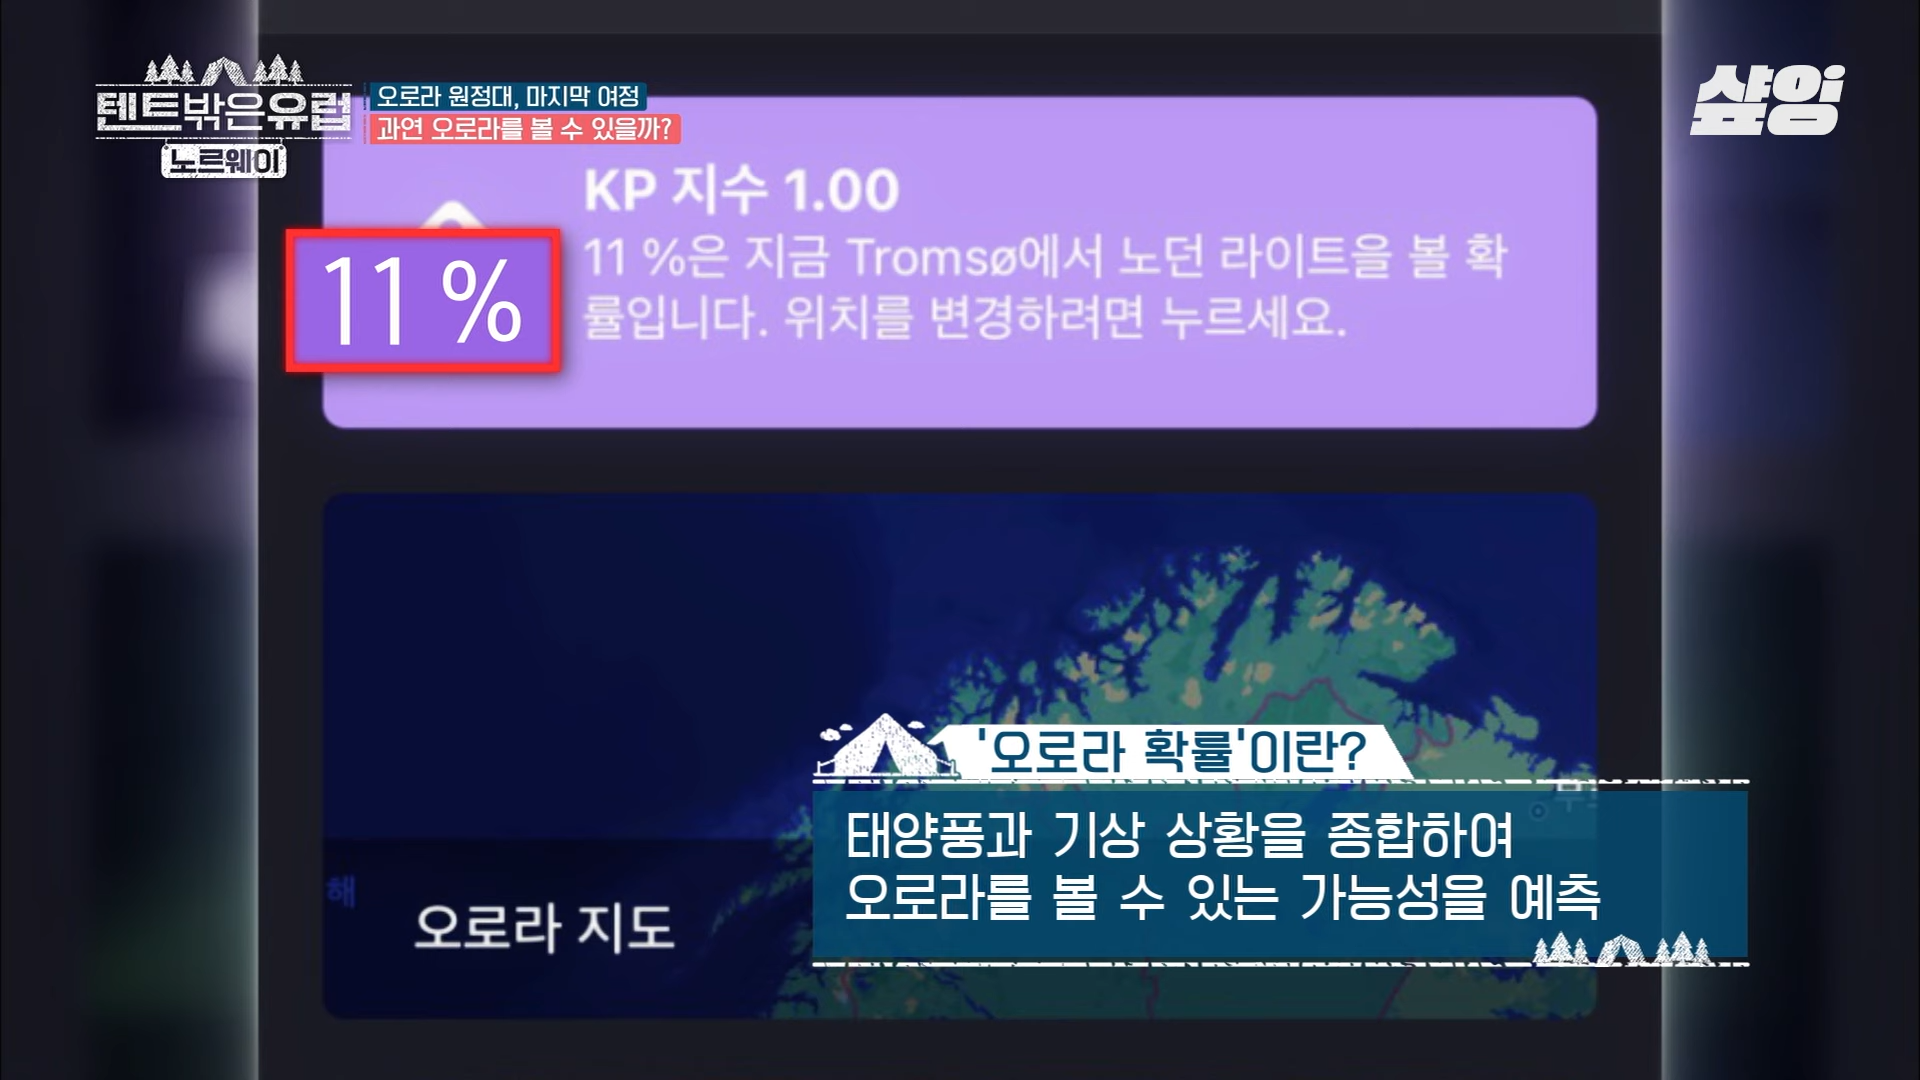 텐트밖은유럽
노르웨이
오로라 원정대, 마지막 여정
과연 오로라를 볼 수 있을까?
샾잉
KP 지수 1.00
11 %
11 %은 지금 Tromsø에서 노던 라이트을 볼 확
률입니다. 위치를 변경하려면 누르세요.
해
오로라 지도
'오로라 확률'이란?
태양풍과 기상 상황을 종합하여
오로라를 볼 수 있는 가능성을 예측